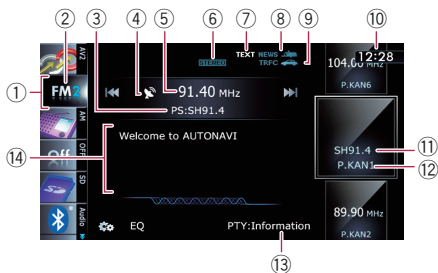 ③ ④ ⑤ ⑥ ⑦ ⑧ ⑨ ⑩
② TEXT NEWS TRFC
12:28
AV2
①
FM2
91.40 MHz
104.00 MHz
P.KAN6
PS:SH91.4
AM
Welcome to AUTONAVI
⑭
OFF
Off
SH91.4 ⑪
P.KAN1 ⑫
SD
Audio
EQ
PTY:Information
89.90 MHz
P.KAN2
⑬